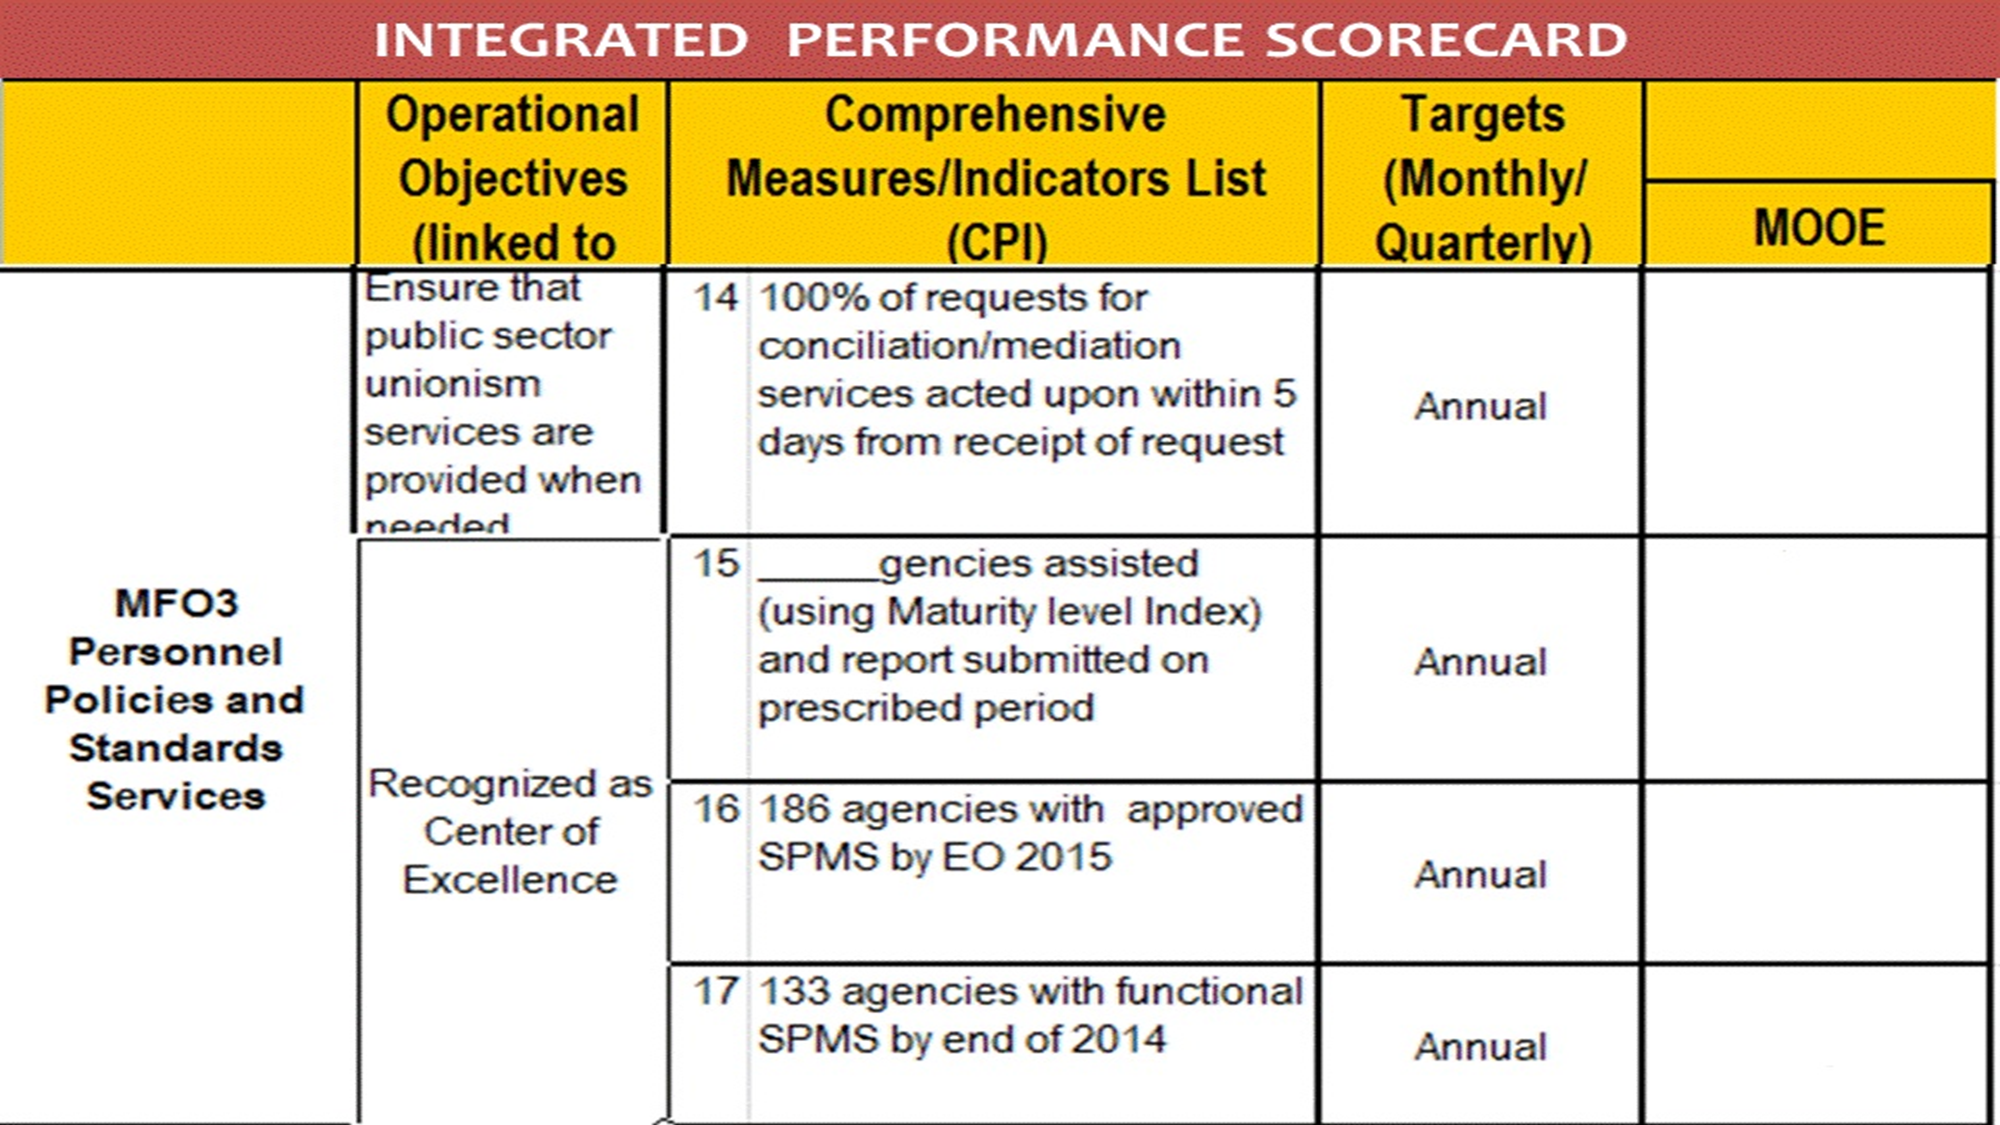 INTEGRATED PERFORMANCE SCORECARD
Operational
Objectives
(linked to
Comprehensive
Measures/Indicators List
(CPI)
Targets
(Monthly/
Quarterly)
MOOE
MFO3
Personnel
Policies and
Standards
Services
Ensure that
public sector
unionism
services are
provided when
needed
14 100% of requests for
conciliation/mediation
services acted upon within 5
days from receipt of request
Annual
Recognized as
Center of
Excellence
15 _____gencies assisted
(using Maturity level Index)
and report submitted on
prescribed period
Annual
16 186 agencies with approved
SPMS by EO 2015
Annual
17 133 agencies with functional
SPMS by end of 2014
Annual